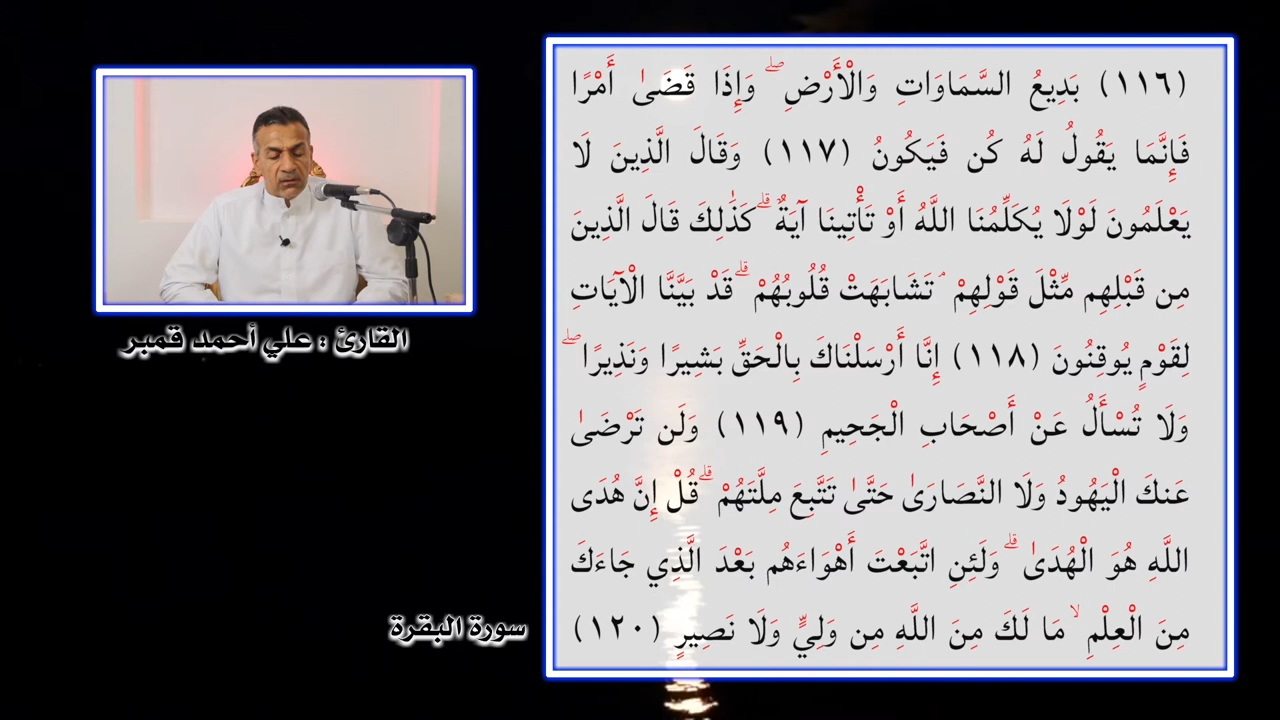 (١١٦) بَدِيعُ السَّمَاوَاتِ وَالْأَرْضِ ۖ وَإِذَا قَضَىٰ أَمْرًا
فَإِنَّمَا يَقُولُ لَهُ كُن فَيَكُونُ (١١٧) وَقَالَ الَّذِينَ لَا
يَعْلَمُونَ لَوْلَا يُكَلِّمُنَا اللَّهُ أَوْ تَأْتِينَا آيَةٌ ۗ كَذَٰلِكَ قَالَ الَّذِينَ
مِن قَبْلِهِم مِّثْلَ قَوْلِهِمْ ۘ تَشَابَهَتْ قُلُوبُهُمْ ۗ قَدْ بَيَّنَّا الْآيَاتِ
لِقَوْمٍ يُوقِنُونَ (١١٨) إِنَّا أَرْسَلْنَاكَ بِالْحَقِّ بَشِيرًا وَنَذِيرًا ۖ
وَلَا تُسْأَلُ عَنْ أَصْحَابِ الْجَحِيمِ (١١٩) وَلَن تَرْضَىٰ
عَنكَ الْيَهُودُ وَلَا النَّصَارَىٰ حَتَّىٰ تَتَّبِعَ مِلَّتَهُمْ ۗ قُلْ إِنَّ هُدَى
اللَّهِ هُوَ الْهُدَىٰ ۗ وَلَئِنِ اتَّبَعْتَ أَهْوَاءَهُم بَعْدَ الَّذِي جَاءَكَ
مِنَ الْعِلْمِ ۙ مَا لَكَ مِنَ اللَّهِ مِن وَلِيٍّ وَلَا نَصِيرٍ (١٢٠)
القارئ : علي أحمد قمبر
سورة البقرة